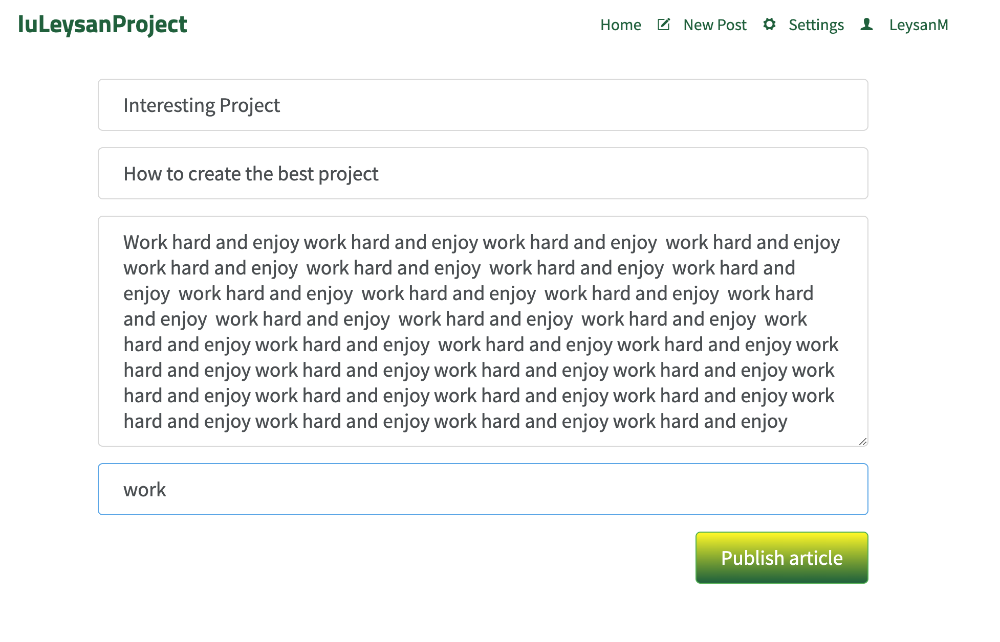 IuLeysanProject
Home New Post Settings LeysanM
Interesting Project
How to create the best project
Work hard and enjoy work hard and enjoy work hard and enjoy  work hard and enjoy
work hard and enjoy  work hard and enjoy  work hard and enjoy  work hard and
enjoy  work hard and enjoy  work hard and enjoy  work hard and enjoy  work hard
and enjoy  work hard and enjoy  work hard and enjoy  work hard and enjoy  work
hard and enjoy work hard and enjoy  work hard and enjoy work hard and enjoy work
hard and enjoy work hard and enjoy work hard and enjoy work hard and enjoy work
hard and enjoy work hard and enjoy work hard and enjoy work hard and enjoy work
hard and enjoy work hard and enjoy work hard and enjoy work hard and enjoy
work
Publish article